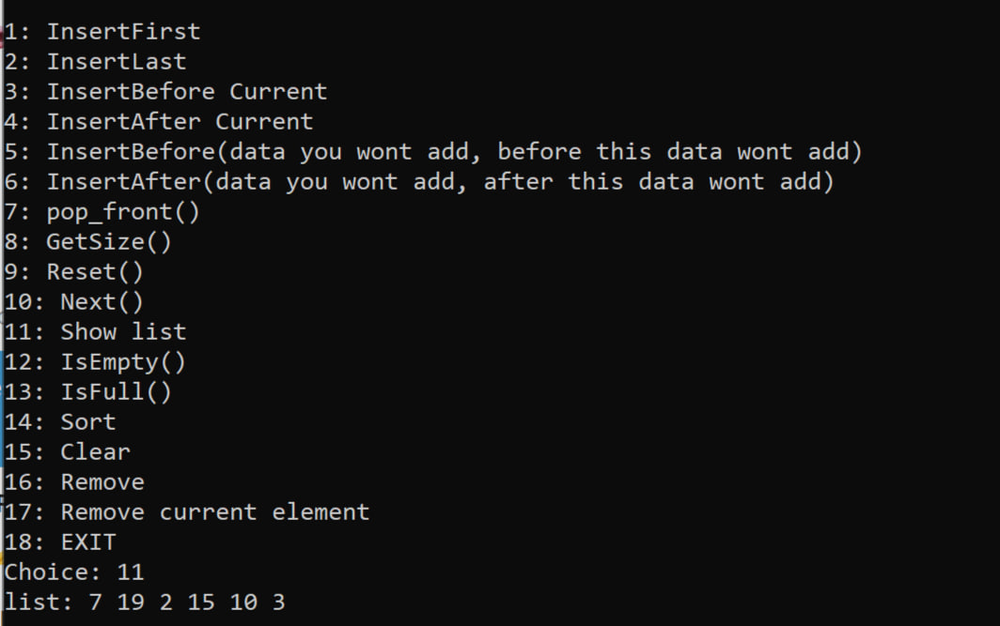 1: InsertFirst
2: InsertLast
3: InsertBefore Current
4: InsertAfter Current
5: InsertBefore(data you wont add, before this data wont add)
6: InsertAfter(data you wont add, after this data wont add)
7: pop_front()
8: GetSize()
9: Reset()
10: Next()
11: Show list
12: IsEmpty()
13: IsFull()
14: Sort
15: Clear
16: Remove
17: Remove current element
18: EXIT
Choice: 11
list: 7 19 2 15 10 3